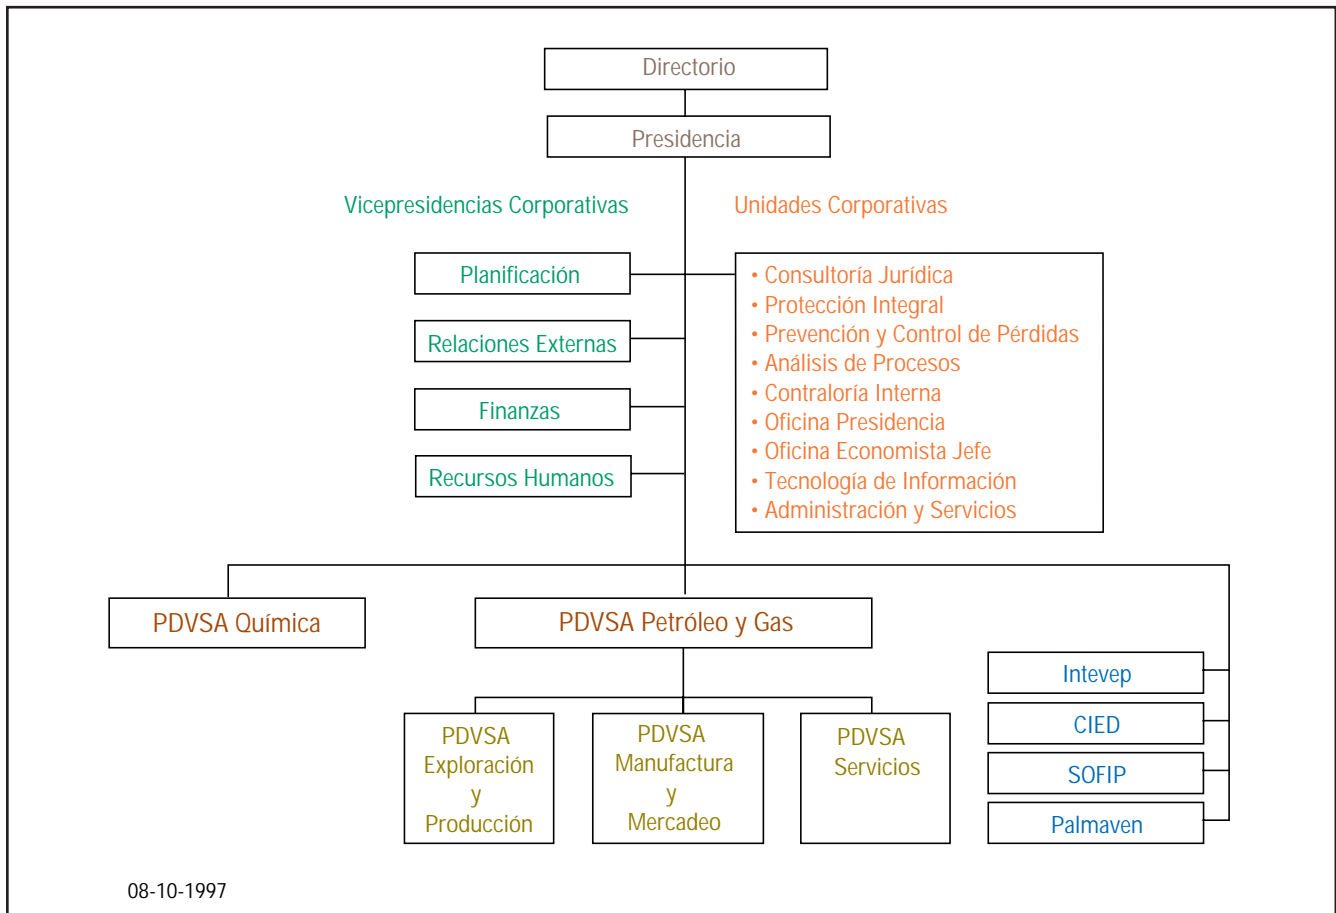 Directorio
Presidencia
Vicepresidencias Corporativas
Unidades Corporativas
Planificación
Relaciones Externas
Finanzas
Recursos Humanos
• Consultoría Jurídica
• Protección Integral
• Prevención y Control de Pérdidas
• Análisis de Procesos
• Contraloría Interna
• Oficina Presidencia
• Oficina Economista Jefe
• Tecnología de Información
• Administración y Servicios
PDVSA Química
PDVSA Petróleo y Gas
PDVSA
Exploración
y
Producción
PDVSA
Manufactura
y
Mercadeo
PDVSA
Servicios
Intevep
CIED
SOFIP
Palmaven
08-10-1997